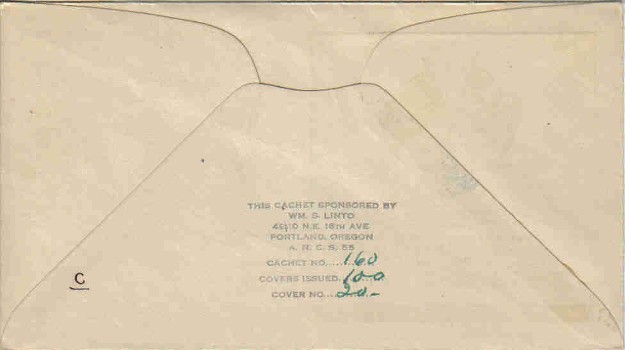 THIS CACHET SPONSORED BY
WM. S. LINTO
N.E. 16TH AVE
PORTLAND, OREGON
A. N. C. S. 55
CACHET NO.....160
COVERS ISSUED.100
COVER NO....20-
C